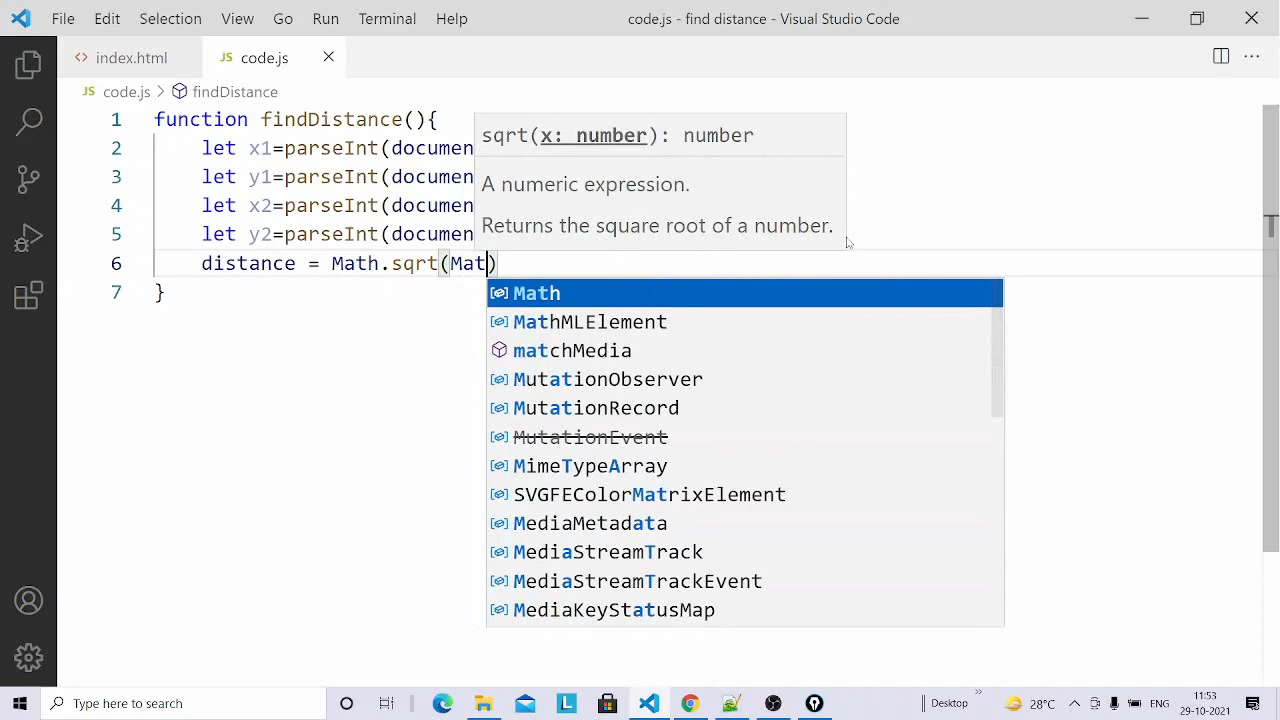 File Edit Selection View Go Run Terminal Help code.js - find distance - Visual Studio Code
index.html JS code.js
JS code.js > findDistance
1 function findDistance(){
2 let x1=parseInt(documen
3 let y1=parseInt(documen
4 let x2=parseInt(documen
5 let y2=parseInt(documen
6 distance = Math.sqrt(Mat)
7 }
sqrt(x: number): number
A numeric expression.
Returns the square root of a number.
Math
MathMLElement
matchMedia
MutationObserver
MutationRecord
MutationEvent
MimeTypeArray
SVGFEColorMatrixElement
MediaMetadata
MediaStreamTrack
MediaStreamTrackEvent
MediaKeyStatusMap
Type here to search L Desktop 28°C ENG 11:53
29-10-2021